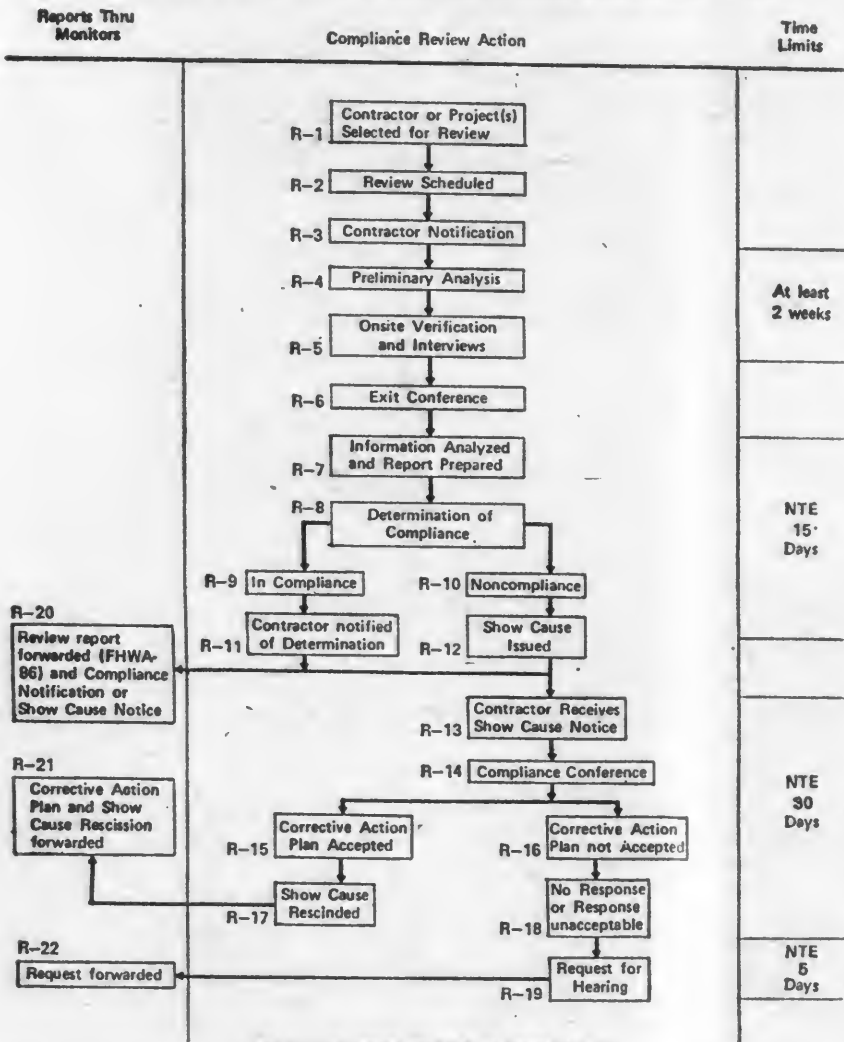 Reports Thru
Monitors
Compliance Review Action
Time
Limits
R-1
Contractor or Project(s)
Selected for Review
R-2
Review Scheduled
R-3
Contractor Notification
R-4
Preliminary Analysis
At least
2 weeks
R-5
Onsite Verification
and Interviews
R-6
Exit Conference
R-7
Information Analyzed
and Report Prepared
R-8
Determination of
Compliance
NTE
15
Days
R-9
In Compliance
R-10
Noncompliance
R-11
Contractor notified
of Determination
R-12
Show Cause
Issued
R-20
Review report
forwarded (FHWA-
86) and Compliance
Notification or
Show Cause Notice
R-13
Contractor Receives
Show Cause Notice
R-14
Compliance Conference
NTE
30
Days
R-21
Corrective Action
Plan and Show
Cause Rescission
forwarded
R-15
Corrective Action
Plan Accepted
R-16
Corrective Action
Plan not Accepted
R-17
Show Cause
Rescinded
R-18
No Response
or Response
unacceptable
R-22
Request forwarded
R-19
Request for
Hearing
NTE
5
Days